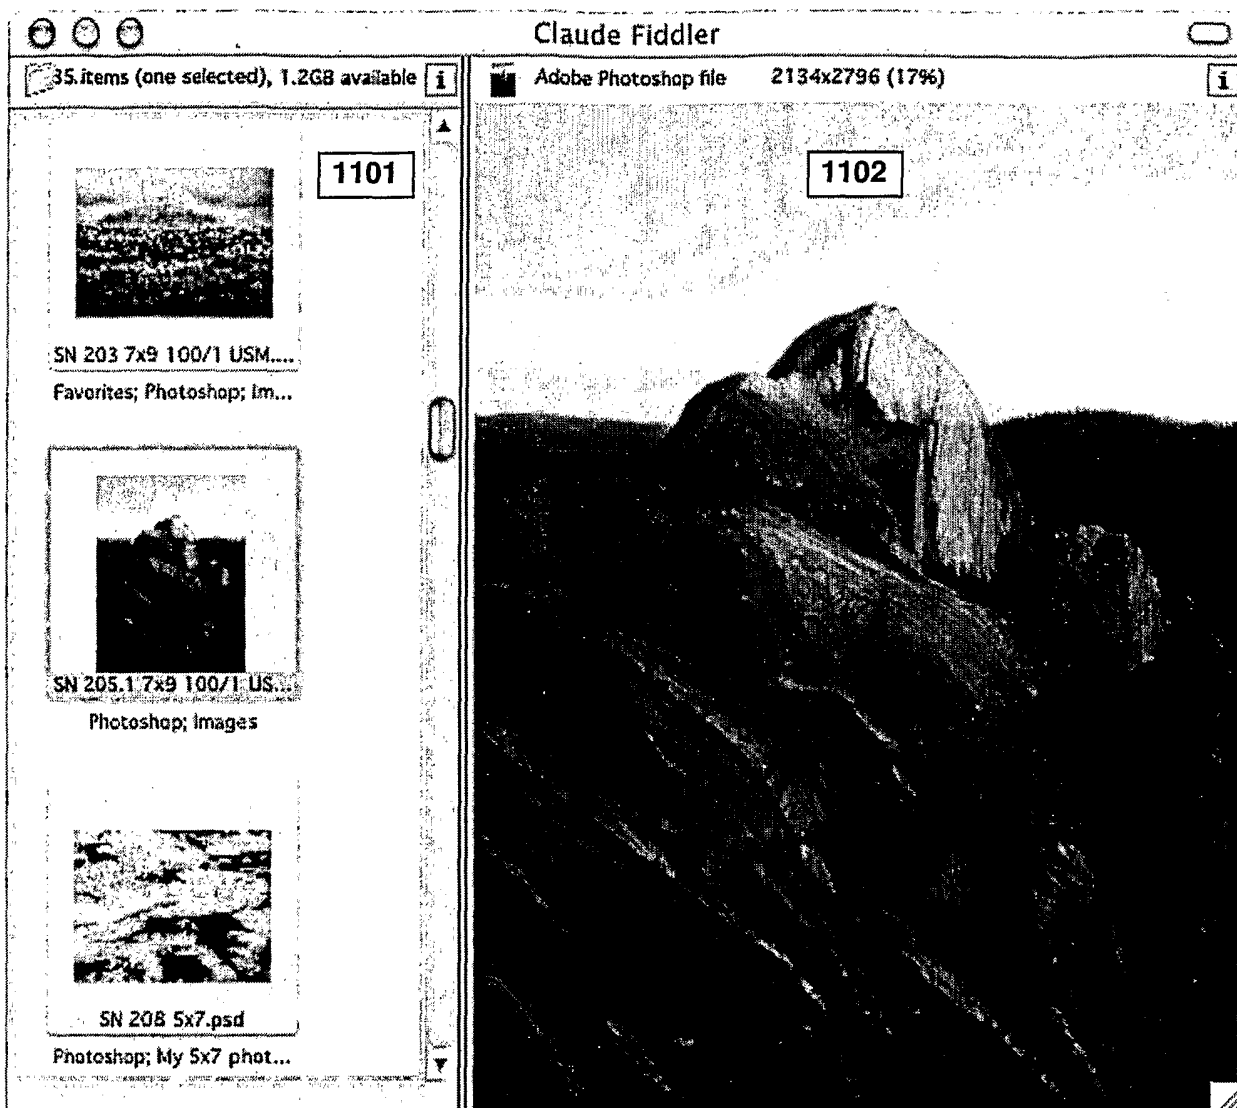 Claude Fiddler
35.items (one selected), 1.2GB available i
Adobe Photoshop file 2134x2796 (17%) i
1101
1102
SN 203 7x9 100/1 USM....
Favorites; Photoshop; Im...
SN 205.1 7x9 100/1 US...
Photoshop; Images
SN 208 5x7.psd
Photoshop; My 5x7 phot...